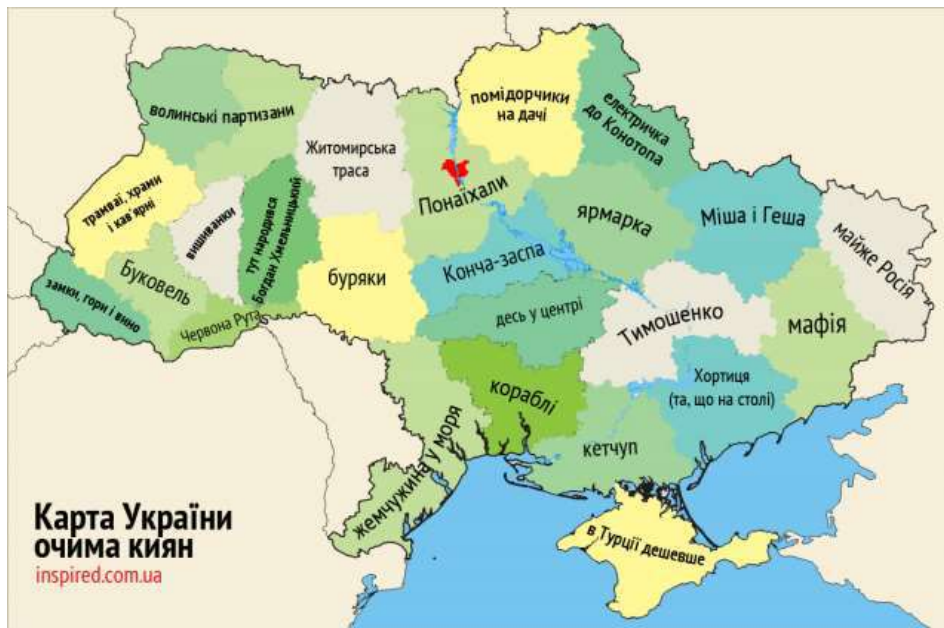 волинські партизани
Житомирська
траса
помідорчики
на дачі
електричка
до Конотопа
трамваї, храми
і кав'ярні
вишиванки
тут народився
Богдан Хмельницький
Понаїхали
ярмарка
Міша і Геша
майже Росія
замки, гори і вино
Буковель
Червона Рута
буряки
Конча-заспа
десь у центрі
Тимошенко
мафія
Хортиця
(та, що на столі)
кораблі
кетчуп
жемчужина у моря
в Турції дешевше
Карта України
очима киян
inspired.com.ua